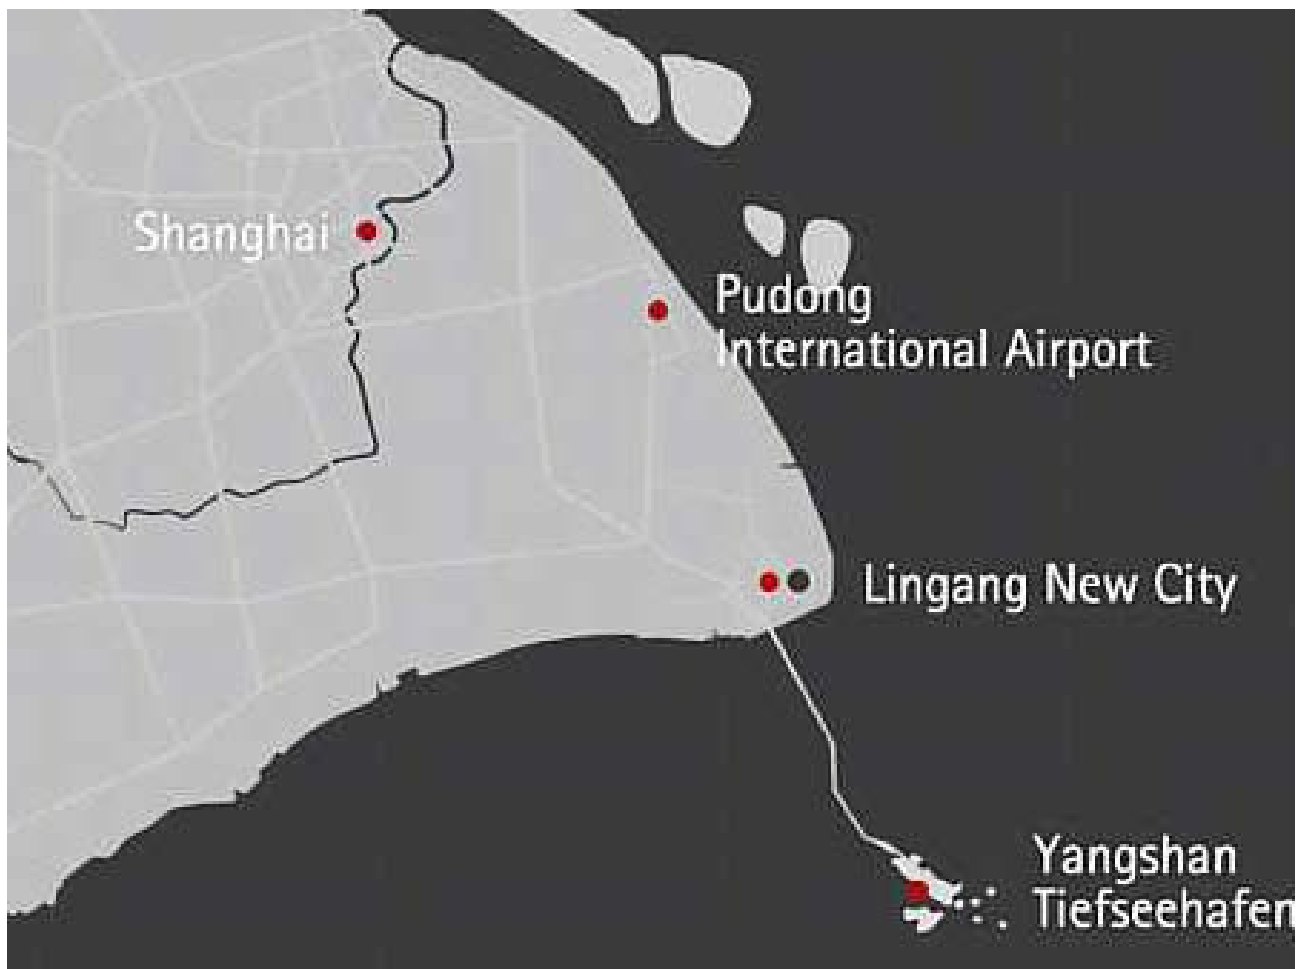 Shanghai
Pudong
International Airport
Lingang New City
Yangshan
Tiefseehafen